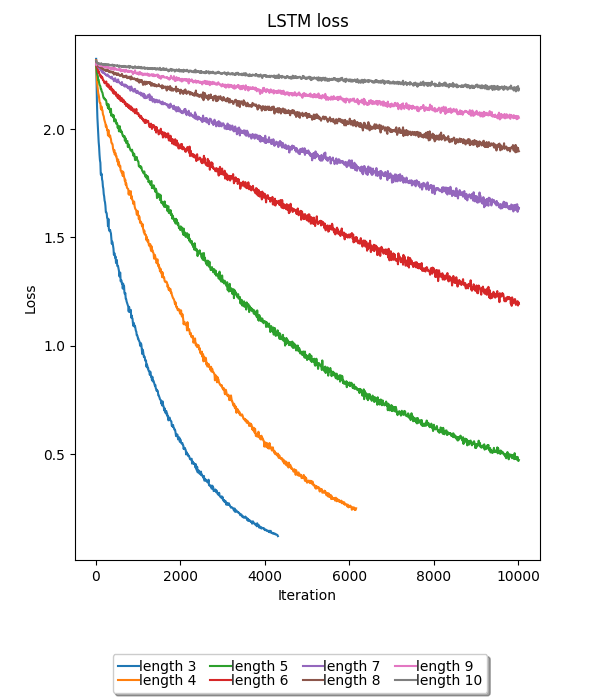 LSTM loss
Loss
2.0
1.5
1.0
0.5
0 2000 4000 6000 8000 10000
Iteration
length 3 length 5 length 7 length 9
length 4 length 6 length 8 length 10